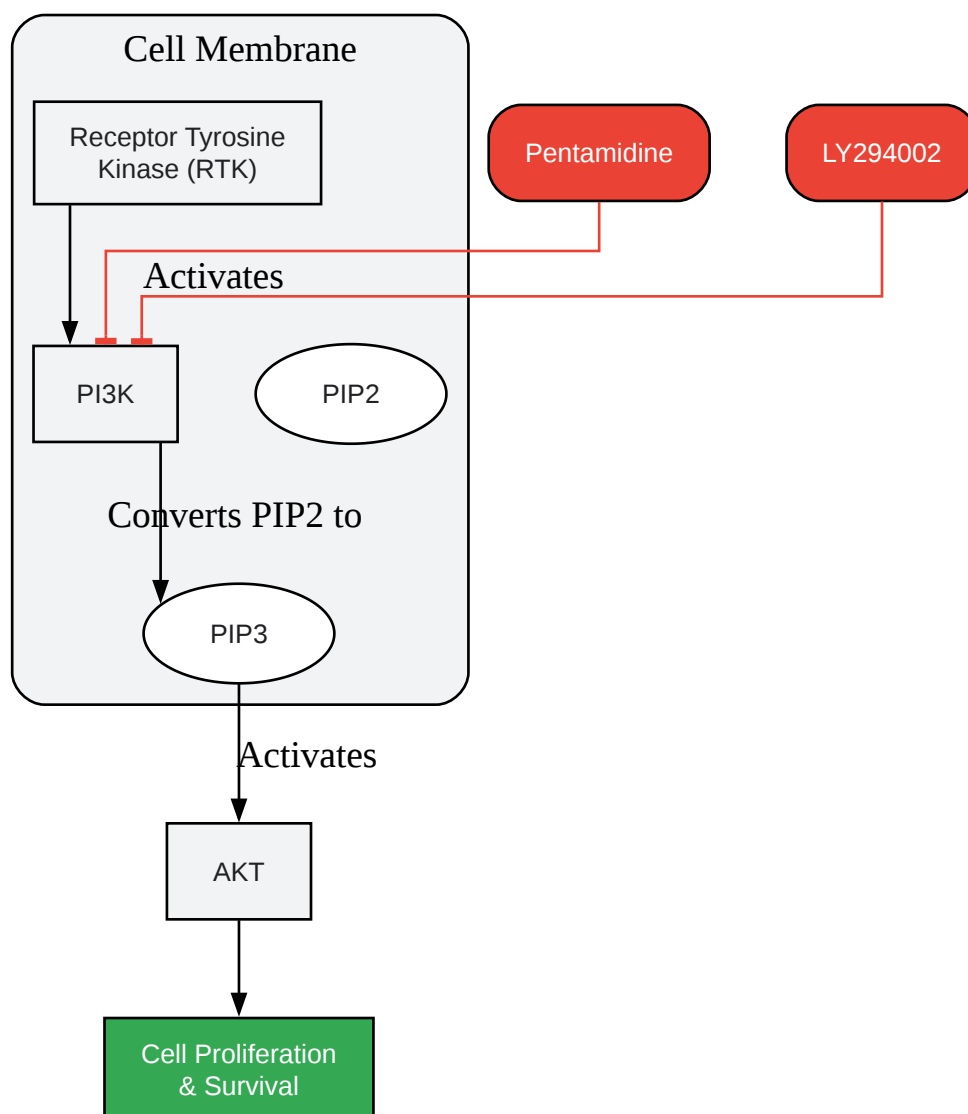 Cell Membrane
Receptor Tyrosine
Kinase (RTK)
Pentamidine
LY294002
Activates
PI3K
PIP2
Converts PIP2 to
PIP3
Activates
AKT
Cell Proliferation
& Survival